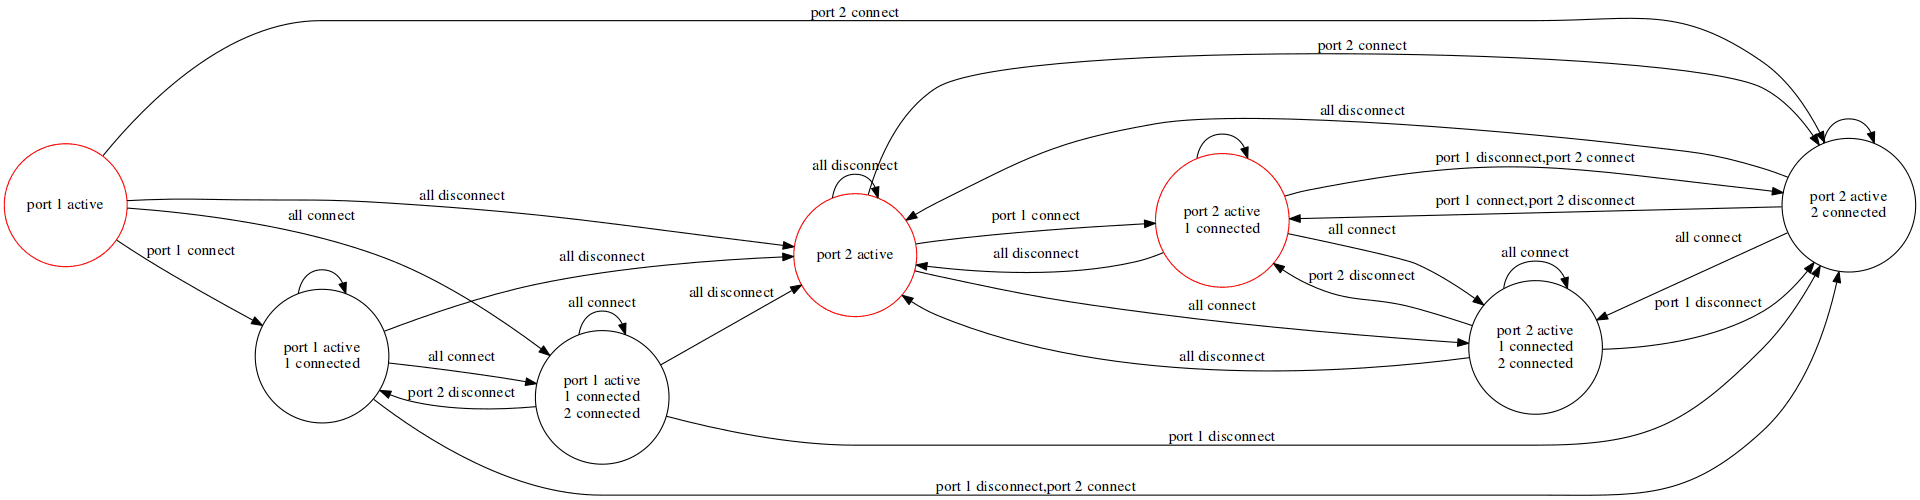 port 2 connect
port 2 connect
all disconnect
port 1 disconnect,port 2 connect
all disconnect
all disconnect
port 1 active
all connect
port 1 connect
port 2 active
1 connected
port 1 connect,port 2 disconnect
port 2 active
2 connected
all connect
all connect
port 1 connect
all disconnect
port 2 active
all disconnect
all disconnect
all connect
port 2 disconnect
all disconnect
all connect
all connect
port 1 disconnect
port 1 active
1 connected
all connect
port 2 disconnect
port 1 active
1 connected
2 connected
all disconnect
port 2 active
1 connected
2 connected
port 1 disconnect
port 1 disconnect,port 2 connect